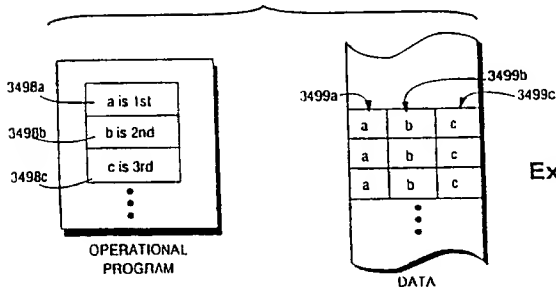 3498a
a is 1st
3498b
b is 2nd
3498c
c is 3rd
OPERATIONAL
PROGRAM
3499a
3499b
3499c
a b c
a b c
a b c
DATA
Ex